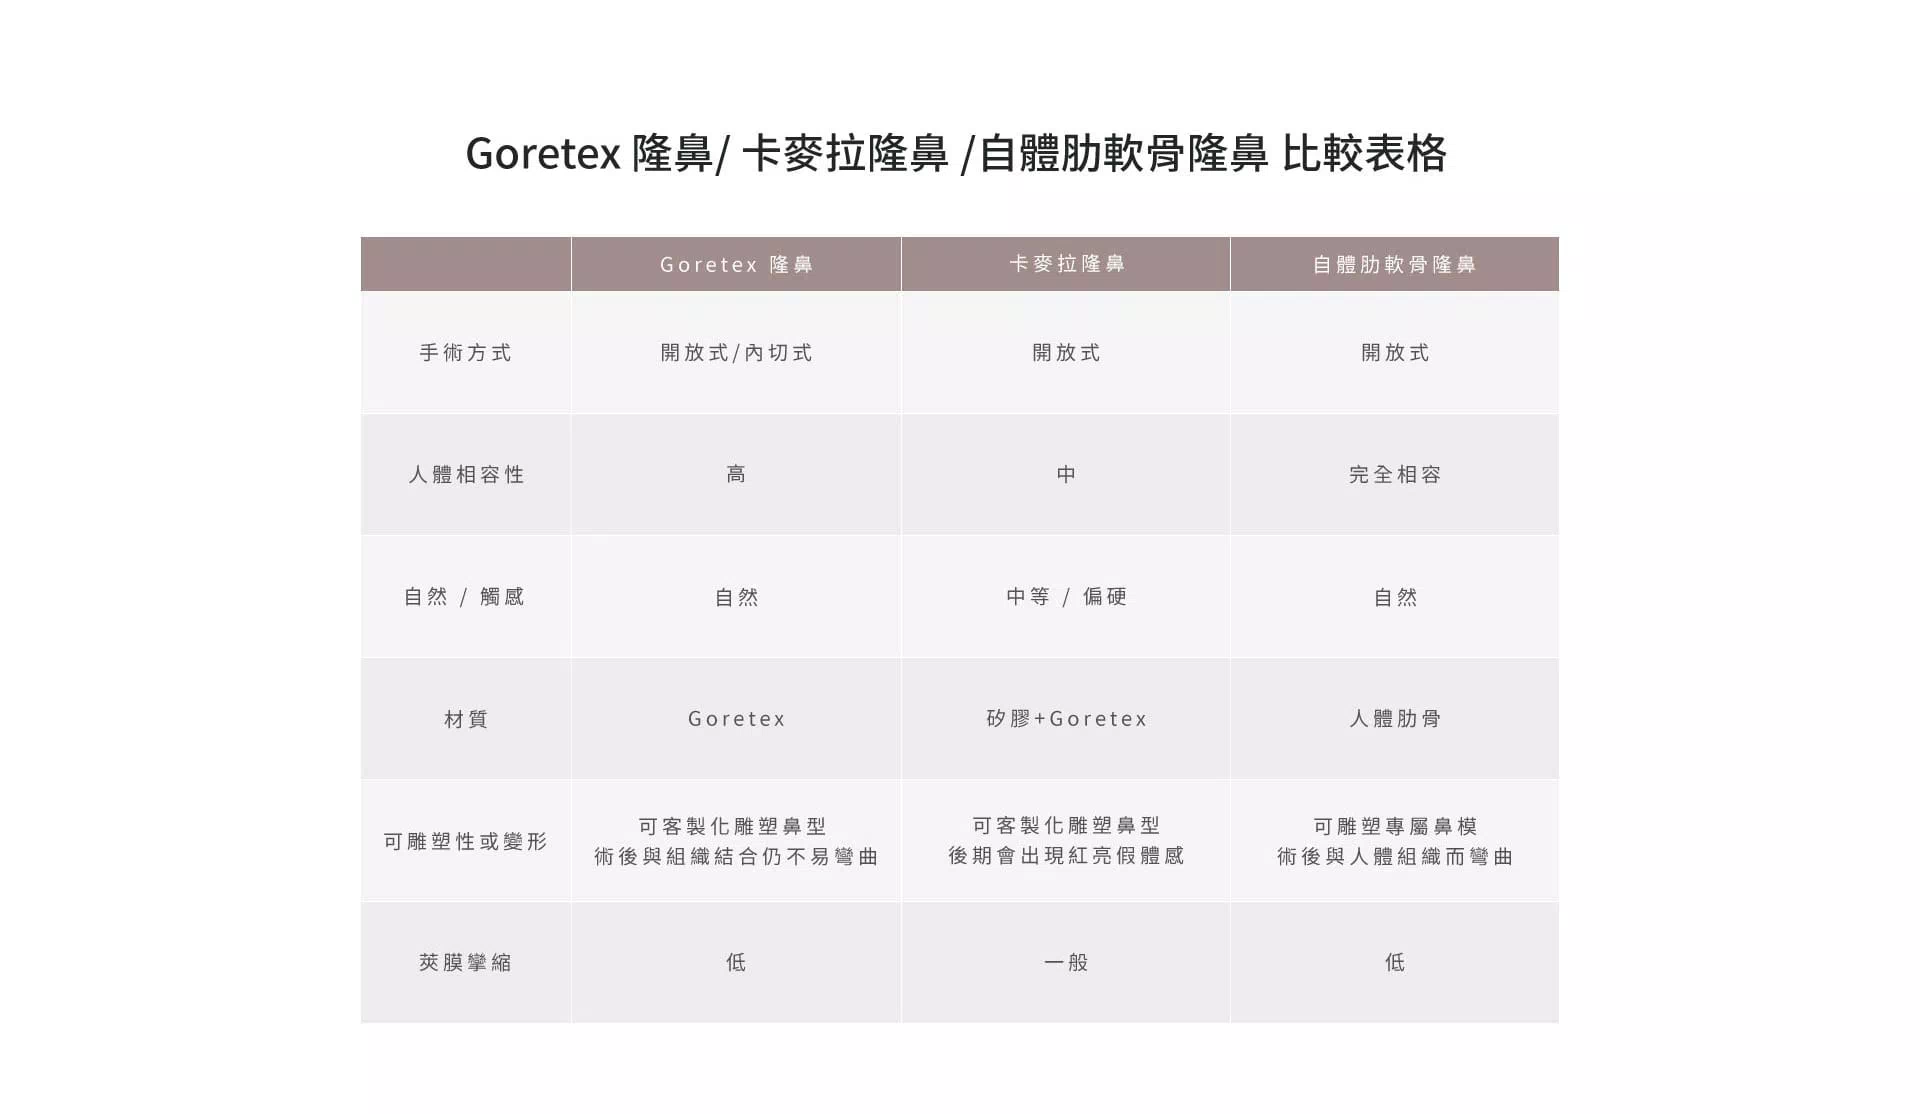 Goretex 隆鼻/ 卡麥拉隆鼻 /自體肋軟骨隆鼻 比較表格
Goretex 隆鼻 卡麥拉隆鼻 自體肋軟骨隆鼻
手術方式 開放式/內切式 開放式 開放式
人體相容性 高 中 完全相容
自然 / 觸感 自然 中等 / 偏硬 自然
材質 Goretex 矽膠+Goretex 人體肋骨
可雕塑性或變形
可客製化雕塑鼻型
術後與組織結合仍不易彎曲
可客製化雕塑鼻型
後期會出現紅亮假體感
可雕塑專屬鼻模
術後與人體組織而彎曲
莢膜攣縮 低 一般 低